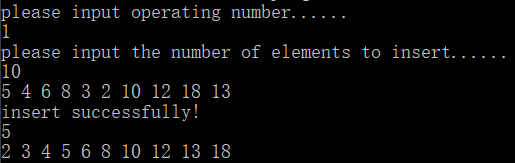 please input operating number......
1
please input the number of elements to insert......
10
5 4 6 8 3 2 10 12 18 13
insert successfully!
5
2 3 4 5 6 8 10 12 13 18